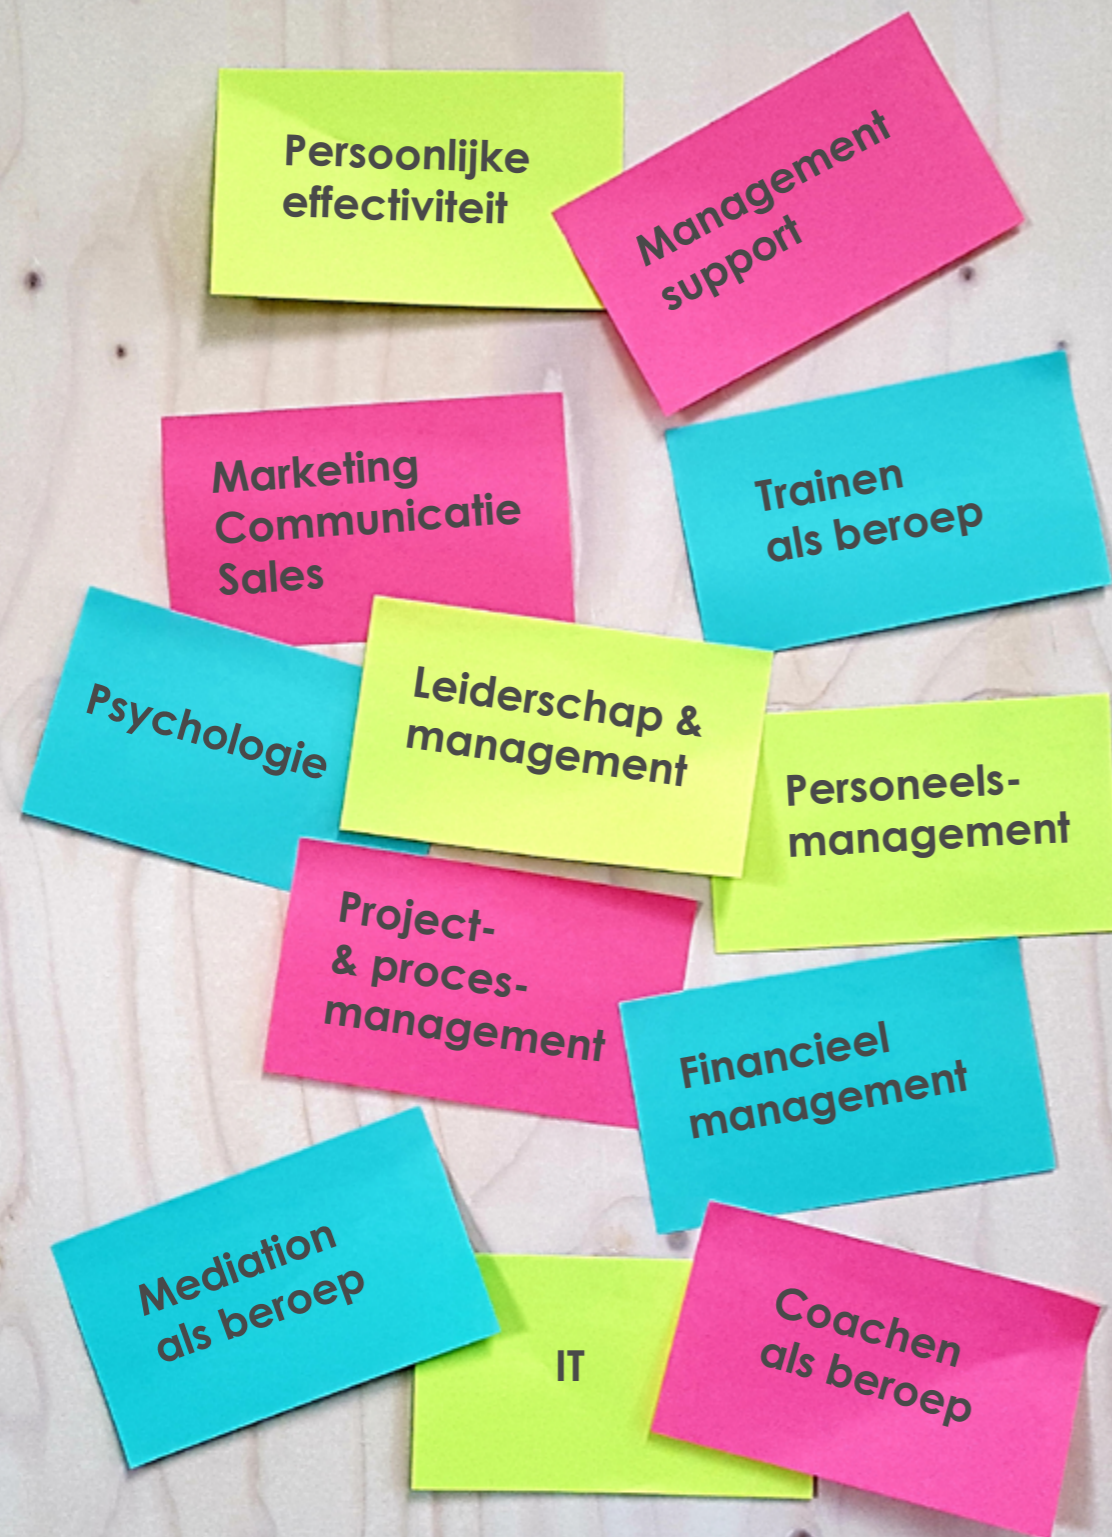 Persoonlijke
effectiviteit
Management
support
Marketing
Communicatie
Sales
Trainen
als beroep
Psychologie
Leiderschap &
management
Personeels-
management
Project-
& proces-
management
Financieel
management
Mediation
als beroep
IT
Coachen
als beroep